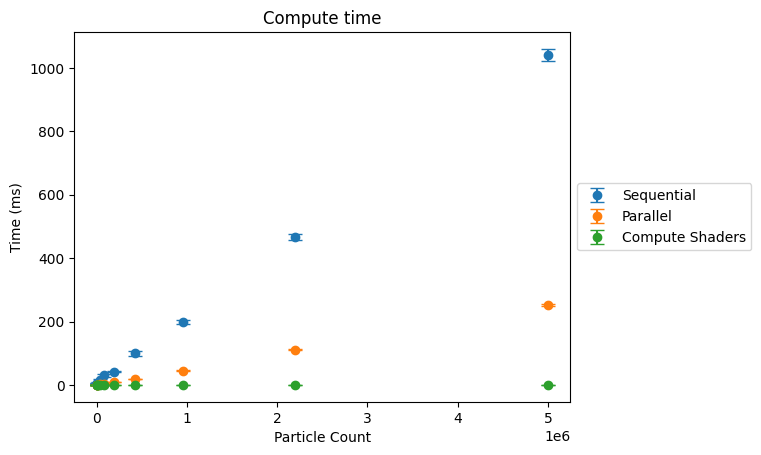 Compute time
Time (ms)
1000
800
600
400
200
0
0 1 2 3 4 5
1e6
Particle Count
Sequential
Parallel
Compute Shaders